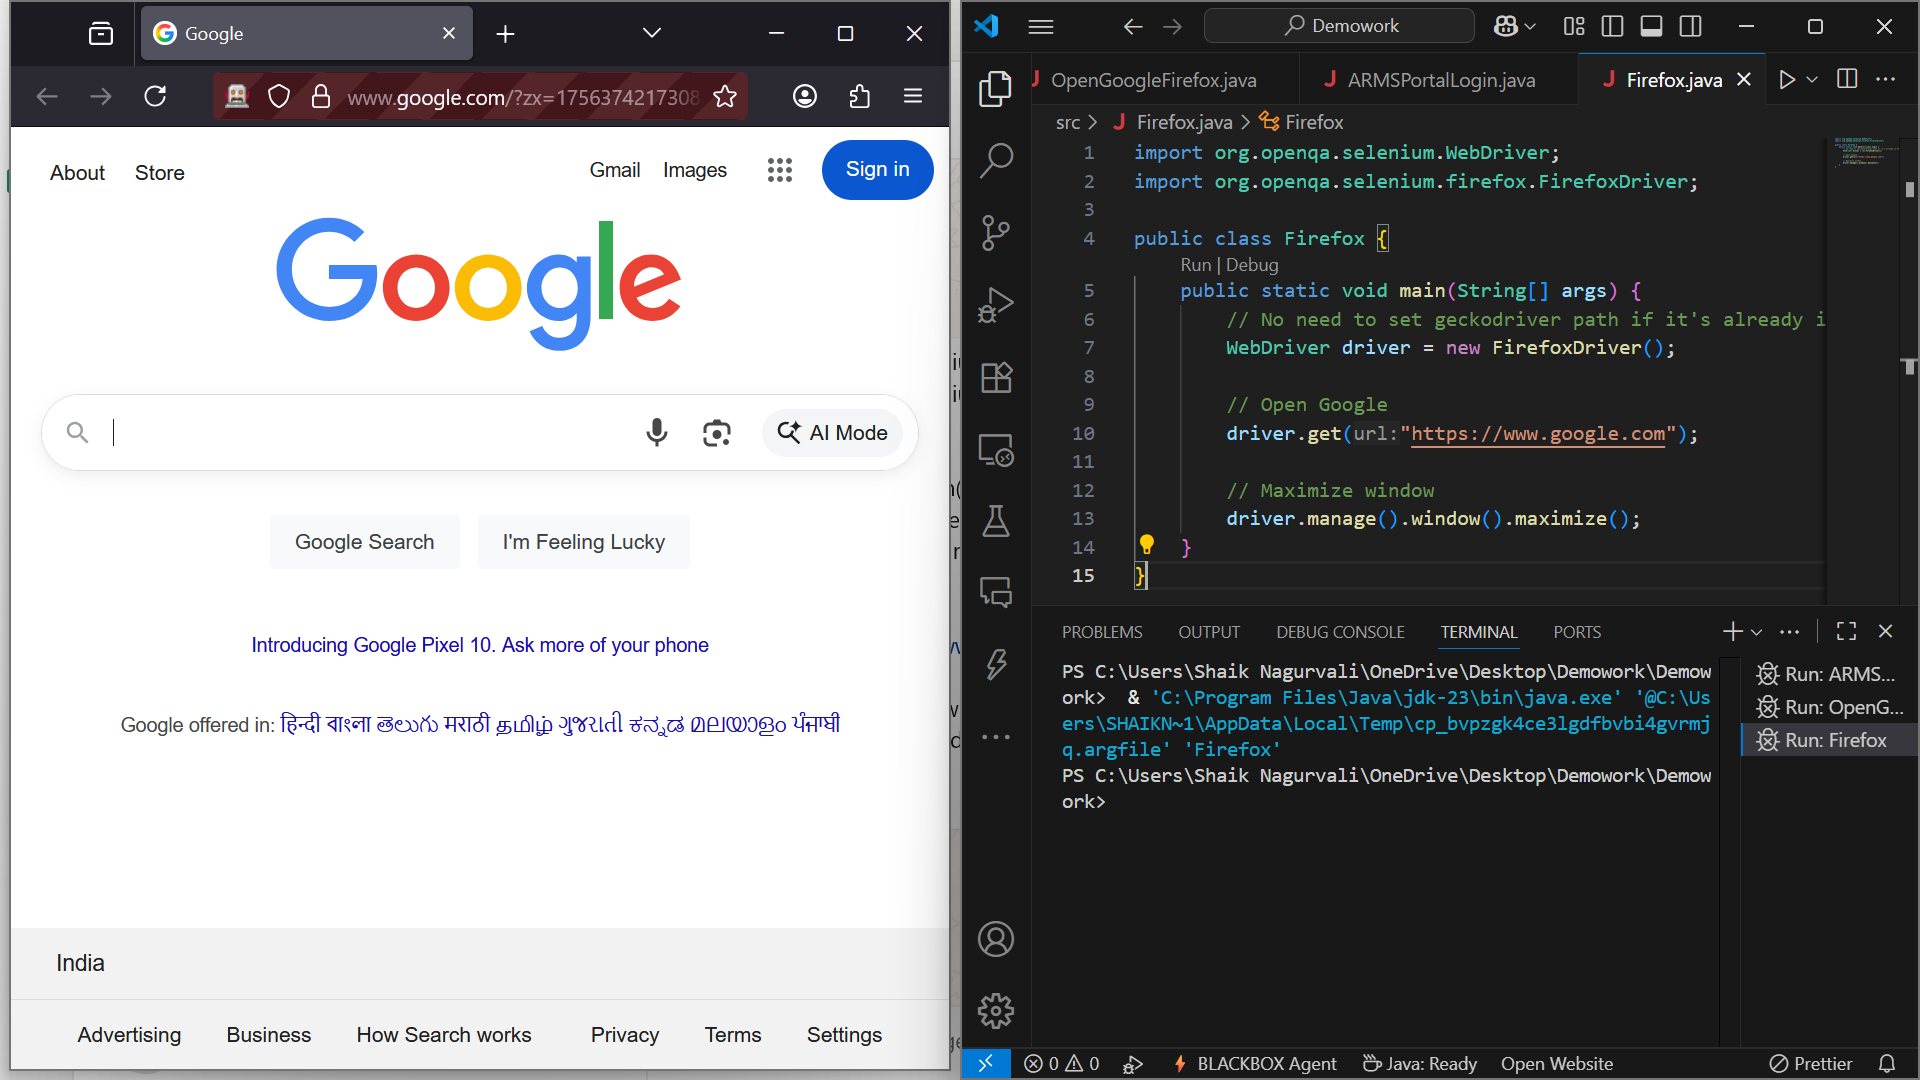 Google
www.google.com/?zx=1756374217308
About
Store
Gmail
Images
Sign in
Google
AI Mode
Google Search
I'm Feeling Lucky
Introducing Google Pixel 10. Ask more of your phone
Google offered in: हिन्दी বাংলা తెలుగు मराठी தமிழ் ગુજરાતી ಕನ್ನಡ മലയാളം ਪੰਜਾਬੀ
India
Advertising
Business
How Search works
Privacy
Terms
Settings
Demowork
OpenGoogleFirefox.java
ARMSPortalLogin.java
Firefox.java
src > Firefox.java > Firefox
1 import org.openqa.selenium.WebDriver;
2 import org.openqa.selenium.firefox.FirefoxDriver;
3
4 public class Firefox {
Run | Debug
5 public static void main(String[] args) {
6 // No need to set geckodriver path if it's already i
7 WebDriver driver = new FirefoxDriver();
8
9 // Open Google
10 driver.get(url:"https://www.google.com");
11
12 // Maximize window
13 driver.manage().window().maximize();
14 }
15 }
PROBLEMS
OUTPUT
DEBUG CONSOLE
TERMINAL
PORTS
PS C:\Users\Shaik Nagurvali\OneDrive\Desktop\Demowork\Demow
ork> & 'C:\Program Files\Java\jdk-23\bin\java.exe' '@C:\Us
ers\SHAIKN~1\AppData\Local\Temp\cp_bvpzgk4ce3lgdfbvbi4gvrmj
q.argfile' 'Firefox'
PS C:\Users\Shaik Nagurvali\OneDrive\Desktop\Demowork\Demow
ork>
Run: ARMS...
Run: OpenG...
Run: Firefox
0 0
BLACKBOX Agent
Java: Ready
Open Website
Prettier